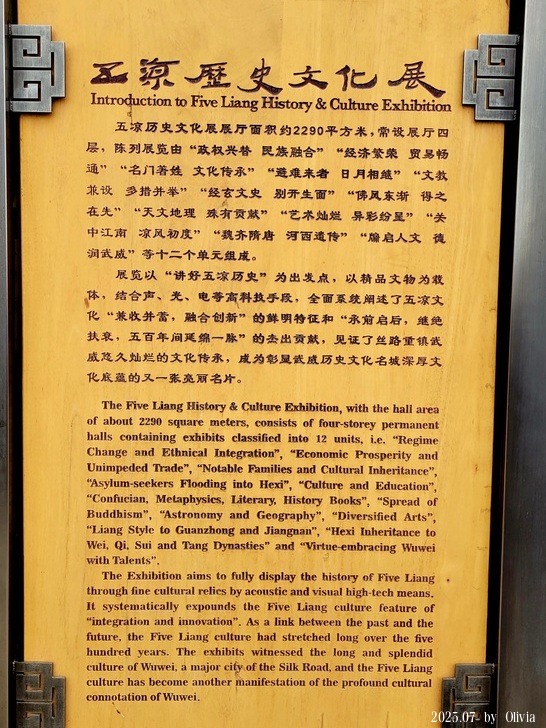 五涼歷史文化展
Introduction to Five Liang History & Culture Exhibition
五凉历史文化展展厅面积约2290平方米，常设展厅四
层，陈列展览由“政权兴替 民族融合”“经济繁荣 贸易畅
通”“名门著姓 文化传承”“避难来者 日月相继”“文教
兼设 多措并举”“经玄文史 别开生面”“佛风东渐 得之
在先”“天文地理 殊有贡献”“艺术灿烂 异彩纷呈”“关
中江南 凉风初度”“魏齐隋唐 河西遗传”“牖启人文 德
润武威”等十二个单元组成。
展览以“讲好五凉历史”为出发点，以精品文物为载
体，结合声、光、电等高科技手段，全面系统阐述了五凉文
化“兼收并蓄，融合创新”的鲜明特征和“承前启后，继绝
扶衰，五百年间延绵一脉”的杰出贡献，见证了丝路重镇武
威悠久灿烂的文化传承，成为彰显武威历史文化名城深厚文
化底蕴的又一张亮丽名片。
The Five Liang History & Culture Exhibition, with the hall area
of about 2290 square meters, consists of four-storey permanent
halls containing exhibits classified into 12 units, i.e. “Regime
Change and Ethnical Integration”, “Economic Prosperity and
Unimpeded Trade”, “Notable Families and Cultural Inheritance”,
“Asylum-seekers Flooding into Hexi”, “Culture and Education”,
“Confucian, Metaphysics, Literary, History Books”, “Spread of
Buddhism”, “Astronomy and Geography”, “Diversified Arts”,
“Liang Style to Guanzhong and Jiangnan”, “Hexi Inheritance to
Wei, Qi, Sui and Tang Dynasties” and “Virtue-embracing Wuwei
with Talents”.
The Exhibition aims to fully display the history of Five Liang
through fine cultural relics by acoustic and visual high-tech means.
It systematically expounds the Five Liang culture feature of
“integration and innovation”. As a link between the past and the
future, the Five Liang culture had stretched long over the five
hundred years. The exhibits witnessed the long and splendid
culture of Wuwei, a major city of the Silk Road, and the Five Liang
culture has become another manifestation of the profound cultural
connotation of Wuwei.
2025.07 by Olivia